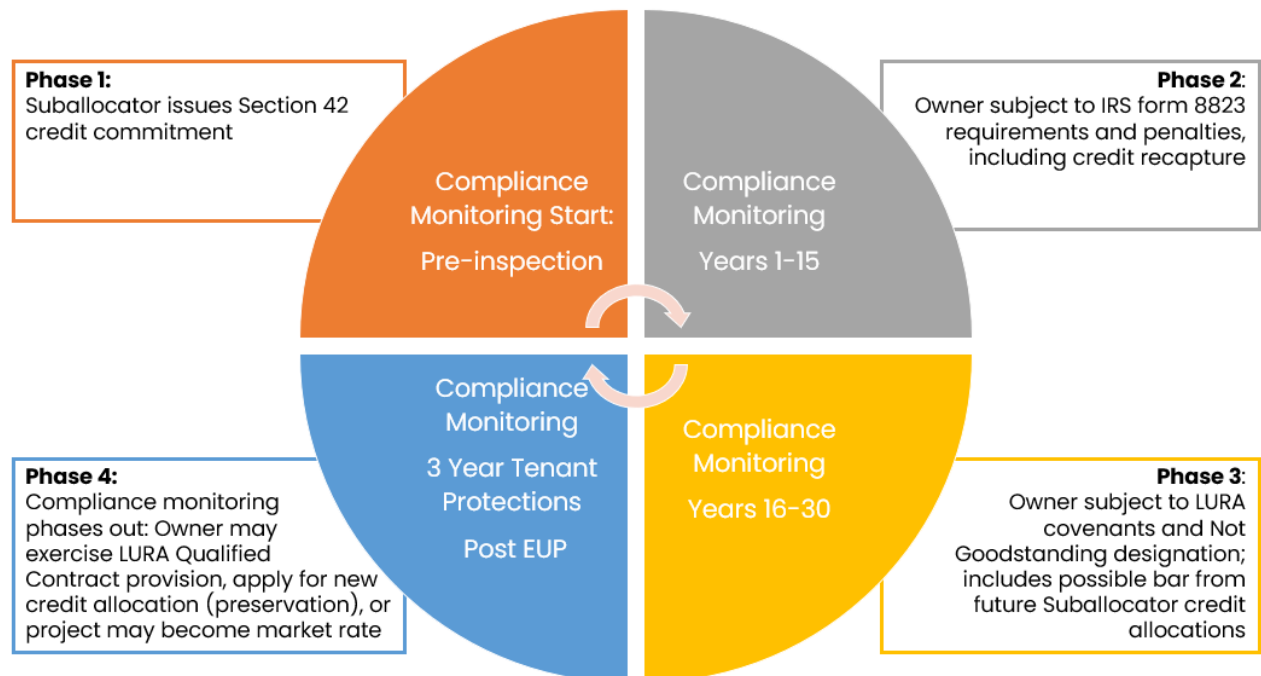 Phase 1:
Suballocator issues Section 42
credit commitment
Compliance
Monitoring Start:
Pre-inspection
Compliance
Monitoring
Years 1-15
Phase 2:
Owner subject to IRS form 8823
requirements and penalties,
including credit recapture
Phase 4:
Compliance monitoring
phases out: Owner may
exercise LURA Qualified
Contract provision, apply for new
credit allocation (preservation), or
project may become market rate
Compliance
Monitoring
3 Year Tenant
Protections
Post EUP
Compliance
Monitoring
Years 16-30
Phase 3:
Owner subject to LURA
covenants and Not
Goodstanding designation;
includes possible bar from
future Suballocator credit
allocations